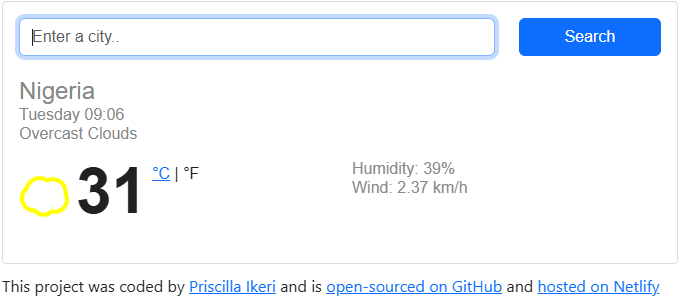 Enter a city..
Search
Nigeria
Tuesday 09:06
Overcast Clouds
31 °C | °F
Humidity: 39%
Wind: 2.37 km/h
This project was coded by Priscilla Ikeri and is open-sourced on GitHub and hosted on Netlify